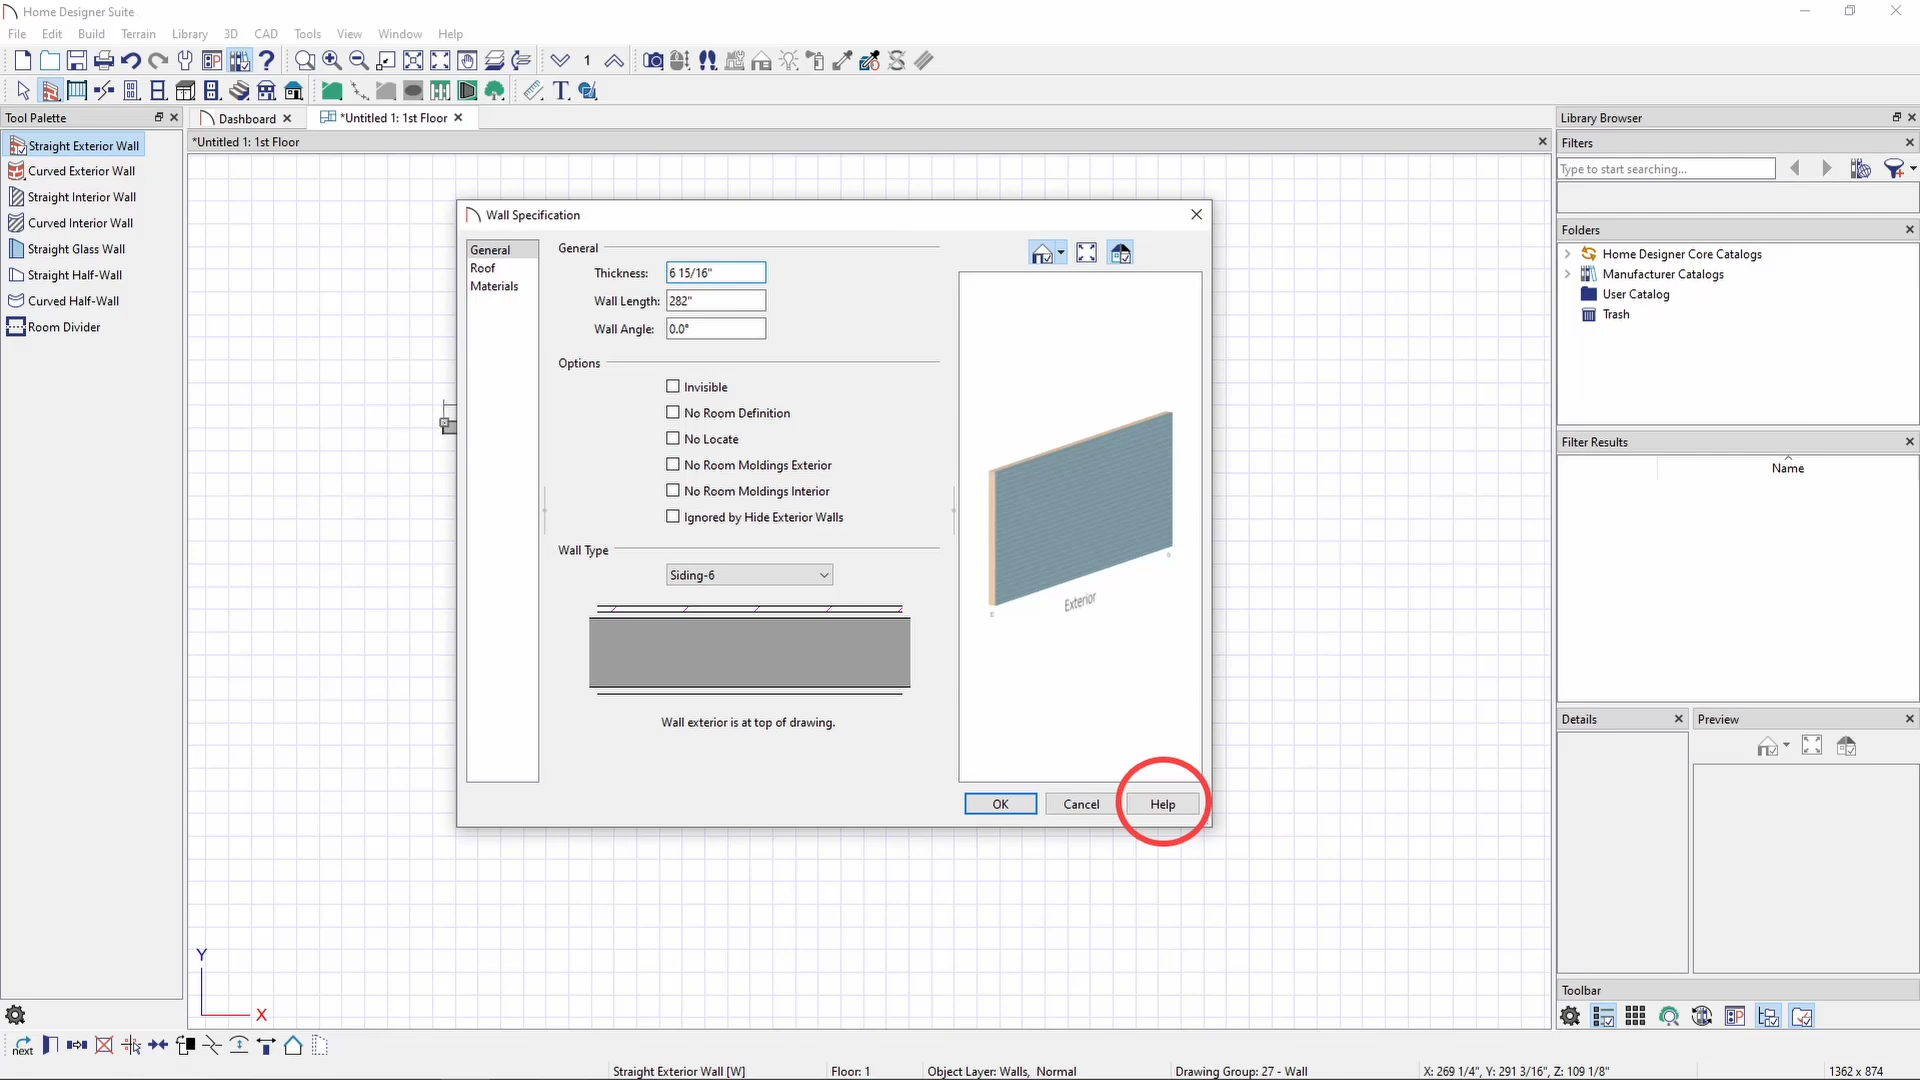 Home Designer Suite
File Edit Build Terrain Library 3D CAD Tools View Window Help
1
Tool Palette
Dashboard
*Untitled 1: 1st Floor
*Untitled 1: 1st Floor
Straight Exterior Wall
Curved Exterior Wall
Straight Interior Wall
Curved Interior Wall
Straight Glass Wall
Straight Half-Wall
Curved Half-Wall
Room Divider
Wall Specification
General
Roof
Materials
General
Thickness: 6 15/16"
Wall Length: 282"
Wall Angle: 0.0°
Options
Invisible
No Room Definition
No Locate
No Room Moldings Exterior
No Room Moldings Interior
Ignored by Hide Exterior Walls
Wall Type
Siding-6
Wall exterior is at top of drawing.
Exterior
OK
Cancel
Help
Library Browser
Filters
Type to start searching...
Folders
Home Designer Core Catalogs
Manufacturer Catalogs
User Catalog
Trash
Filter Results
Name
Details
Preview
Toolbar
Y
X
next
Straight Exterior Wall [W]
Floor: 1
Object Layer: Walls, Normal
Drawing Group: 27 - Wall
X: 269 1/4", Y: 291 3/16", Z: 109 1/8"
1362 x 874